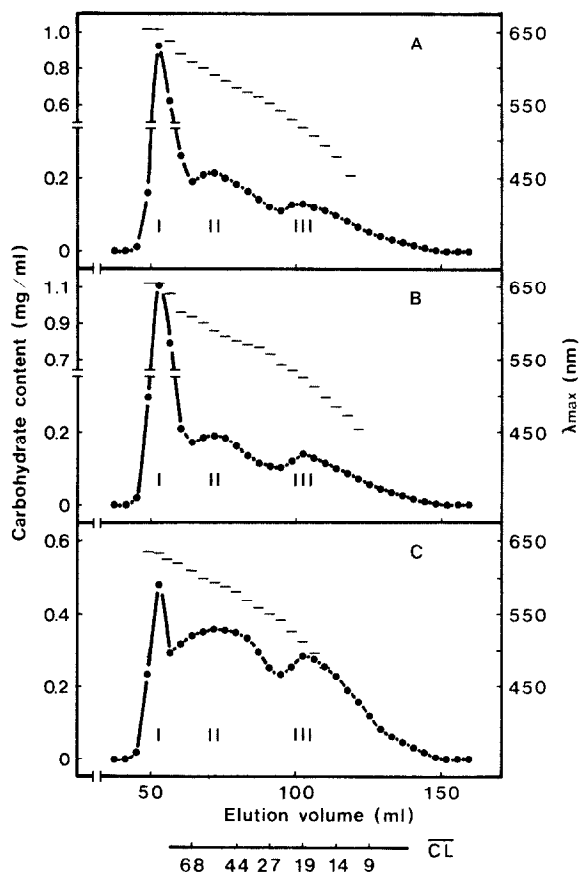 1.0
0.8
0.6
0.2
0
A
650
550
450
I
II
III
1.1
0.9
0.7
0.2
0
B
650
550
450
I
II
III
0.6
0.4
0.2
0
C
650
550
450
I
II
III
Carbohydrate content (mg/ml)
λmax (nm)
50 100 150
Elution volume (ml)
68 44 27 19 14 9
C̅L̅